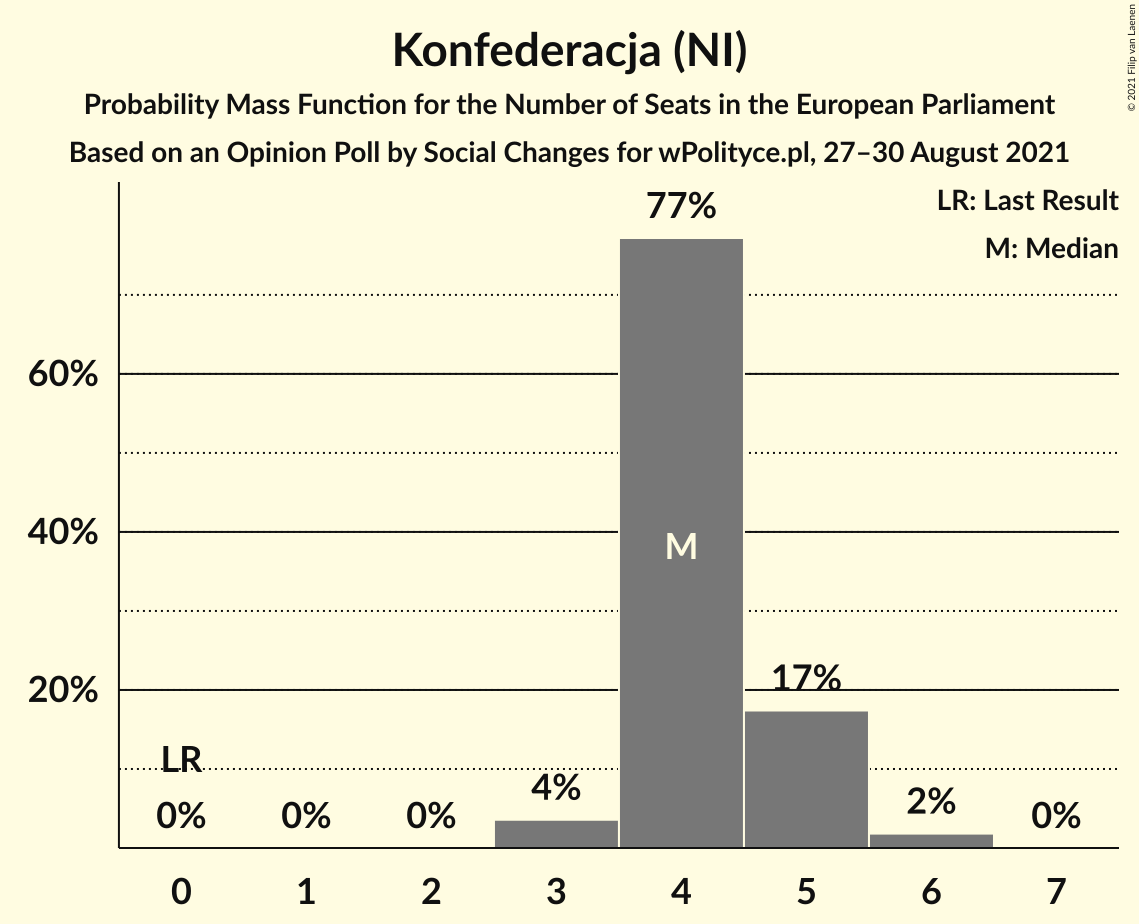 Konfederacja (NI)
Probability Mass Function for the Number of Seats in the European Parliament
Based on an Opinion Poll by Social Changes for wPolityce.pl, 27–30 August 2021
© 2021 Filip van Laenen
LR: Last Result
M: Median
77%
60%
40%
M
20%
17%
LR
0%
0%
0%
4%
2%
0%
0 1 2 3 4 5 6 7